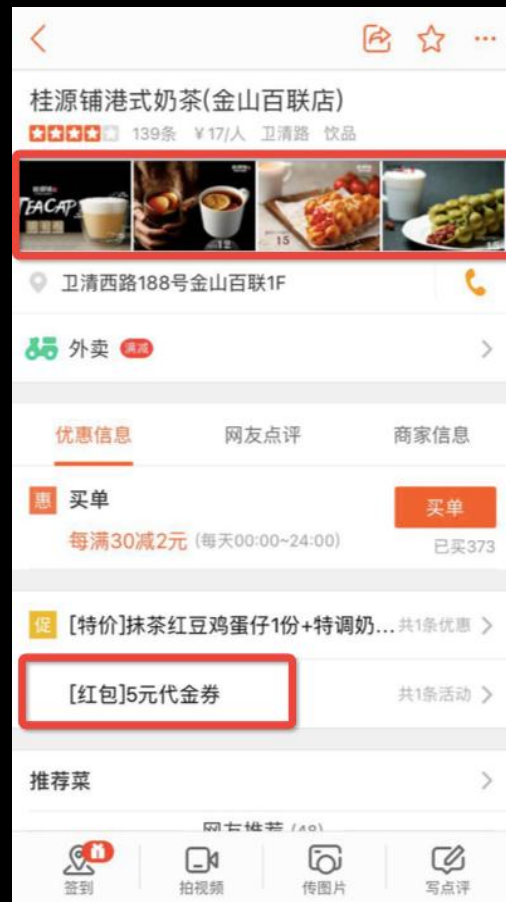 桂源铺港式奶茶(金山百联店)
139条 ¥17/人 卫清路 饮品
TEACAP
12
15
15
卫清西路188号金山百联1F
外卖 满减
优惠信息 网友点评 商家信息
惠 买单 买单
每满30减2元 (每天00:00~24:00) 已买373
促 [特价]抹茶红豆鸡蛋仔1份+特调奶... 共1条优惠
[红包]5元代金券 共1条活动
推荐菜
网友推荐 (48)
签到 拍视频 传图片 写点评